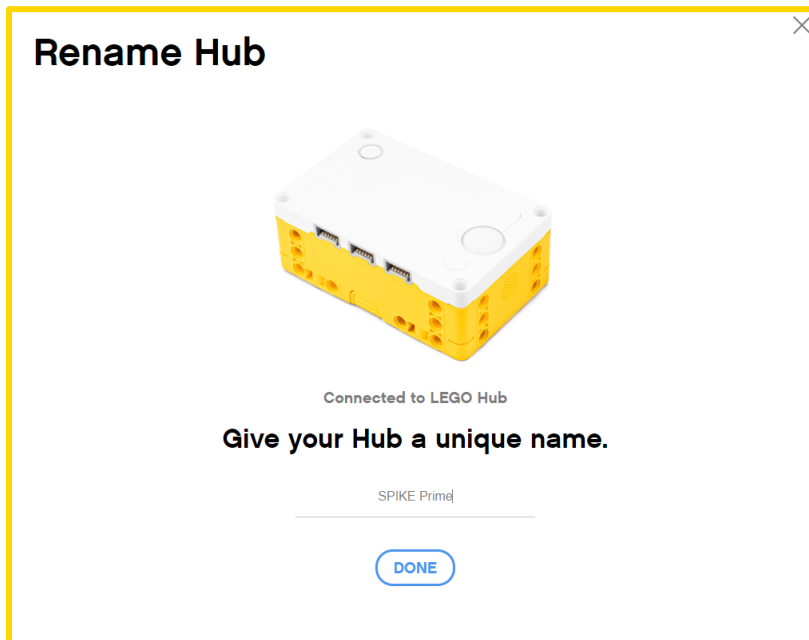 Rename Hub
Connected to LEGO Hub
Give your Hub a unique name.
SPIKE Prime
DONE